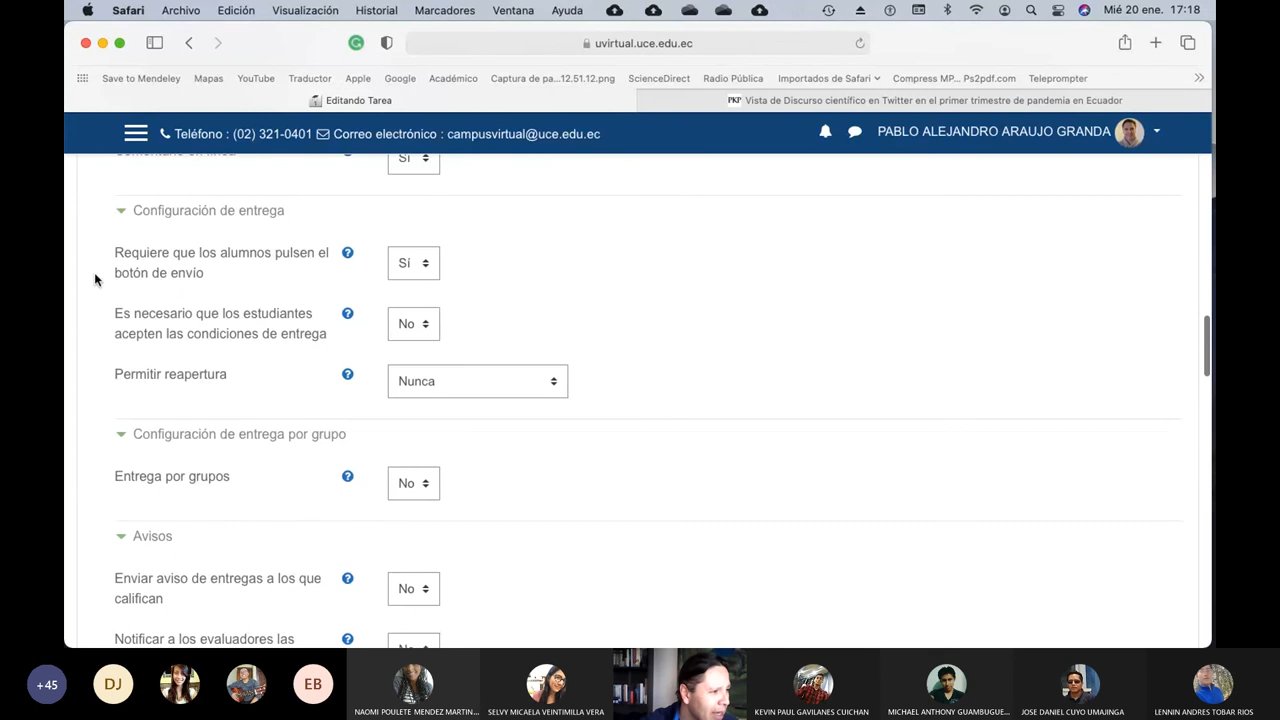 Safari Archivo Edición Visualización Historial Marcadores Ventana Ayuda Mié 20 ene. 17:18
uvirtual.uce.edu.ec
Save to Mendeley Mapas YouTube Traductor Apple Google Académico Captura de pa...12.51.12.png ScienceDirect Radio Pública Importados de Safari Compress MP... Ps2pdf.com Teleprompter
Editando Tarea PKP Vista de Discurso científico en Twitter en el primer trimestre de pandemia en Ecuador
Teléfono : (02) 321-0401 Correo electrónico : campusvirtual@uce.edu.ec PABLO ALEJANDRO ARAUJO GRANDA
Sí
Configuración de entrega
Requiere que los alumnos pulsen el
botón de envío
Sí
Es necesario que los estudiantes
acepten las condiciones de entrega
No
Permitir reapertura
Nunca
Configuración de entrega por grupo
Entrega por grupos
No
Avisos
Enviar aviso de entregas a los que
califican
No
Notificar a los evaluadores las
+45 DJ EB
NAOMI POULETE MENDEZ MARTIN... SELVY MICAELA VEINTIMILLA VERA KEVIN PAUL GAVILANES CUICHAN MICHAEL ANTHONY GUAMBUGUE... JOSE DANIEL CUYO UMAJINGA LENNIN ANDRES TOBAR RIOS